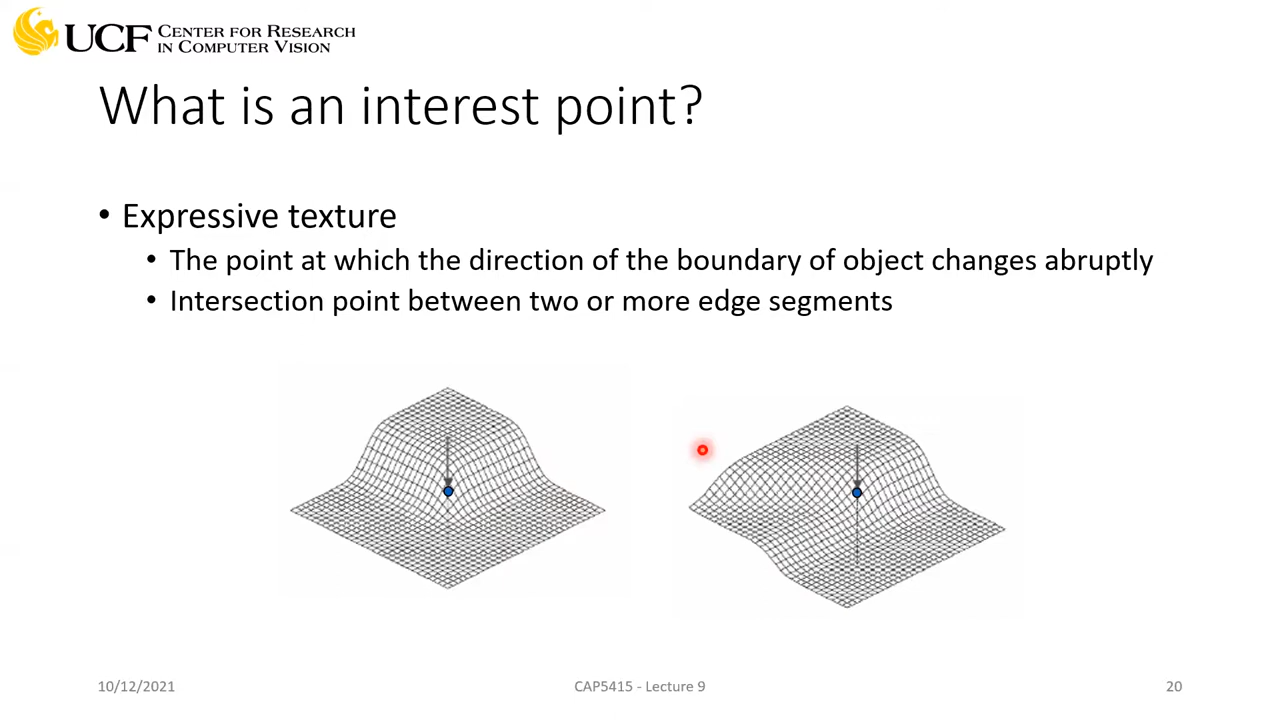 UCF CENTER FOR RESEARCH
IN COMPUTER VISION
What is an interest point?
• Expressive texture
• The point at which the direction of the boundary of object changes abruptly
• Intersection point between two or more edge segments
10/12/2021
CAP5415 - Lecture 9
20